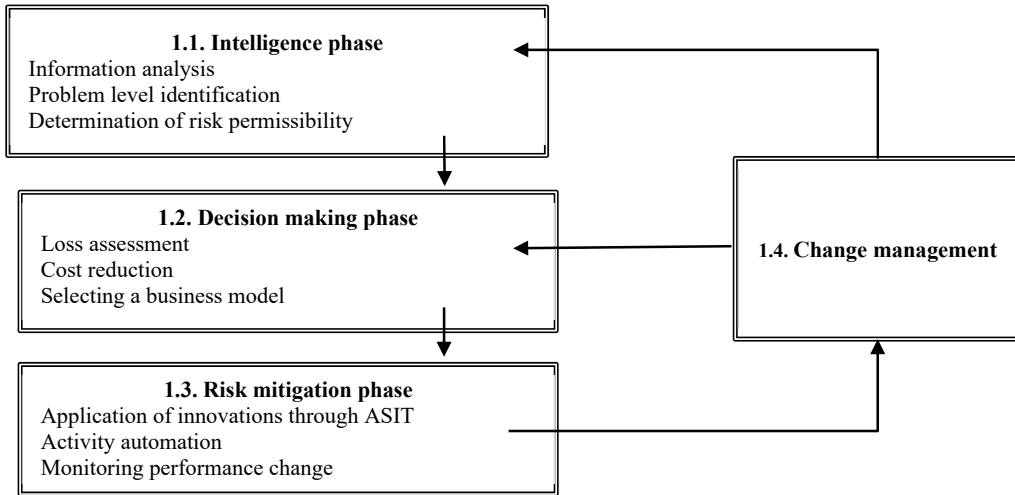 1.1. Intelligence phase
Information analysis
Problem level identification
Determination of risk permissibility
1.2. Decision making phase
Loss assessment
Cost reduction
Selecting a business model
1.4. Change management
1.3. Risk mitigation phase
Application of innovations through ASIT
Activity automation
Monitoring performance change